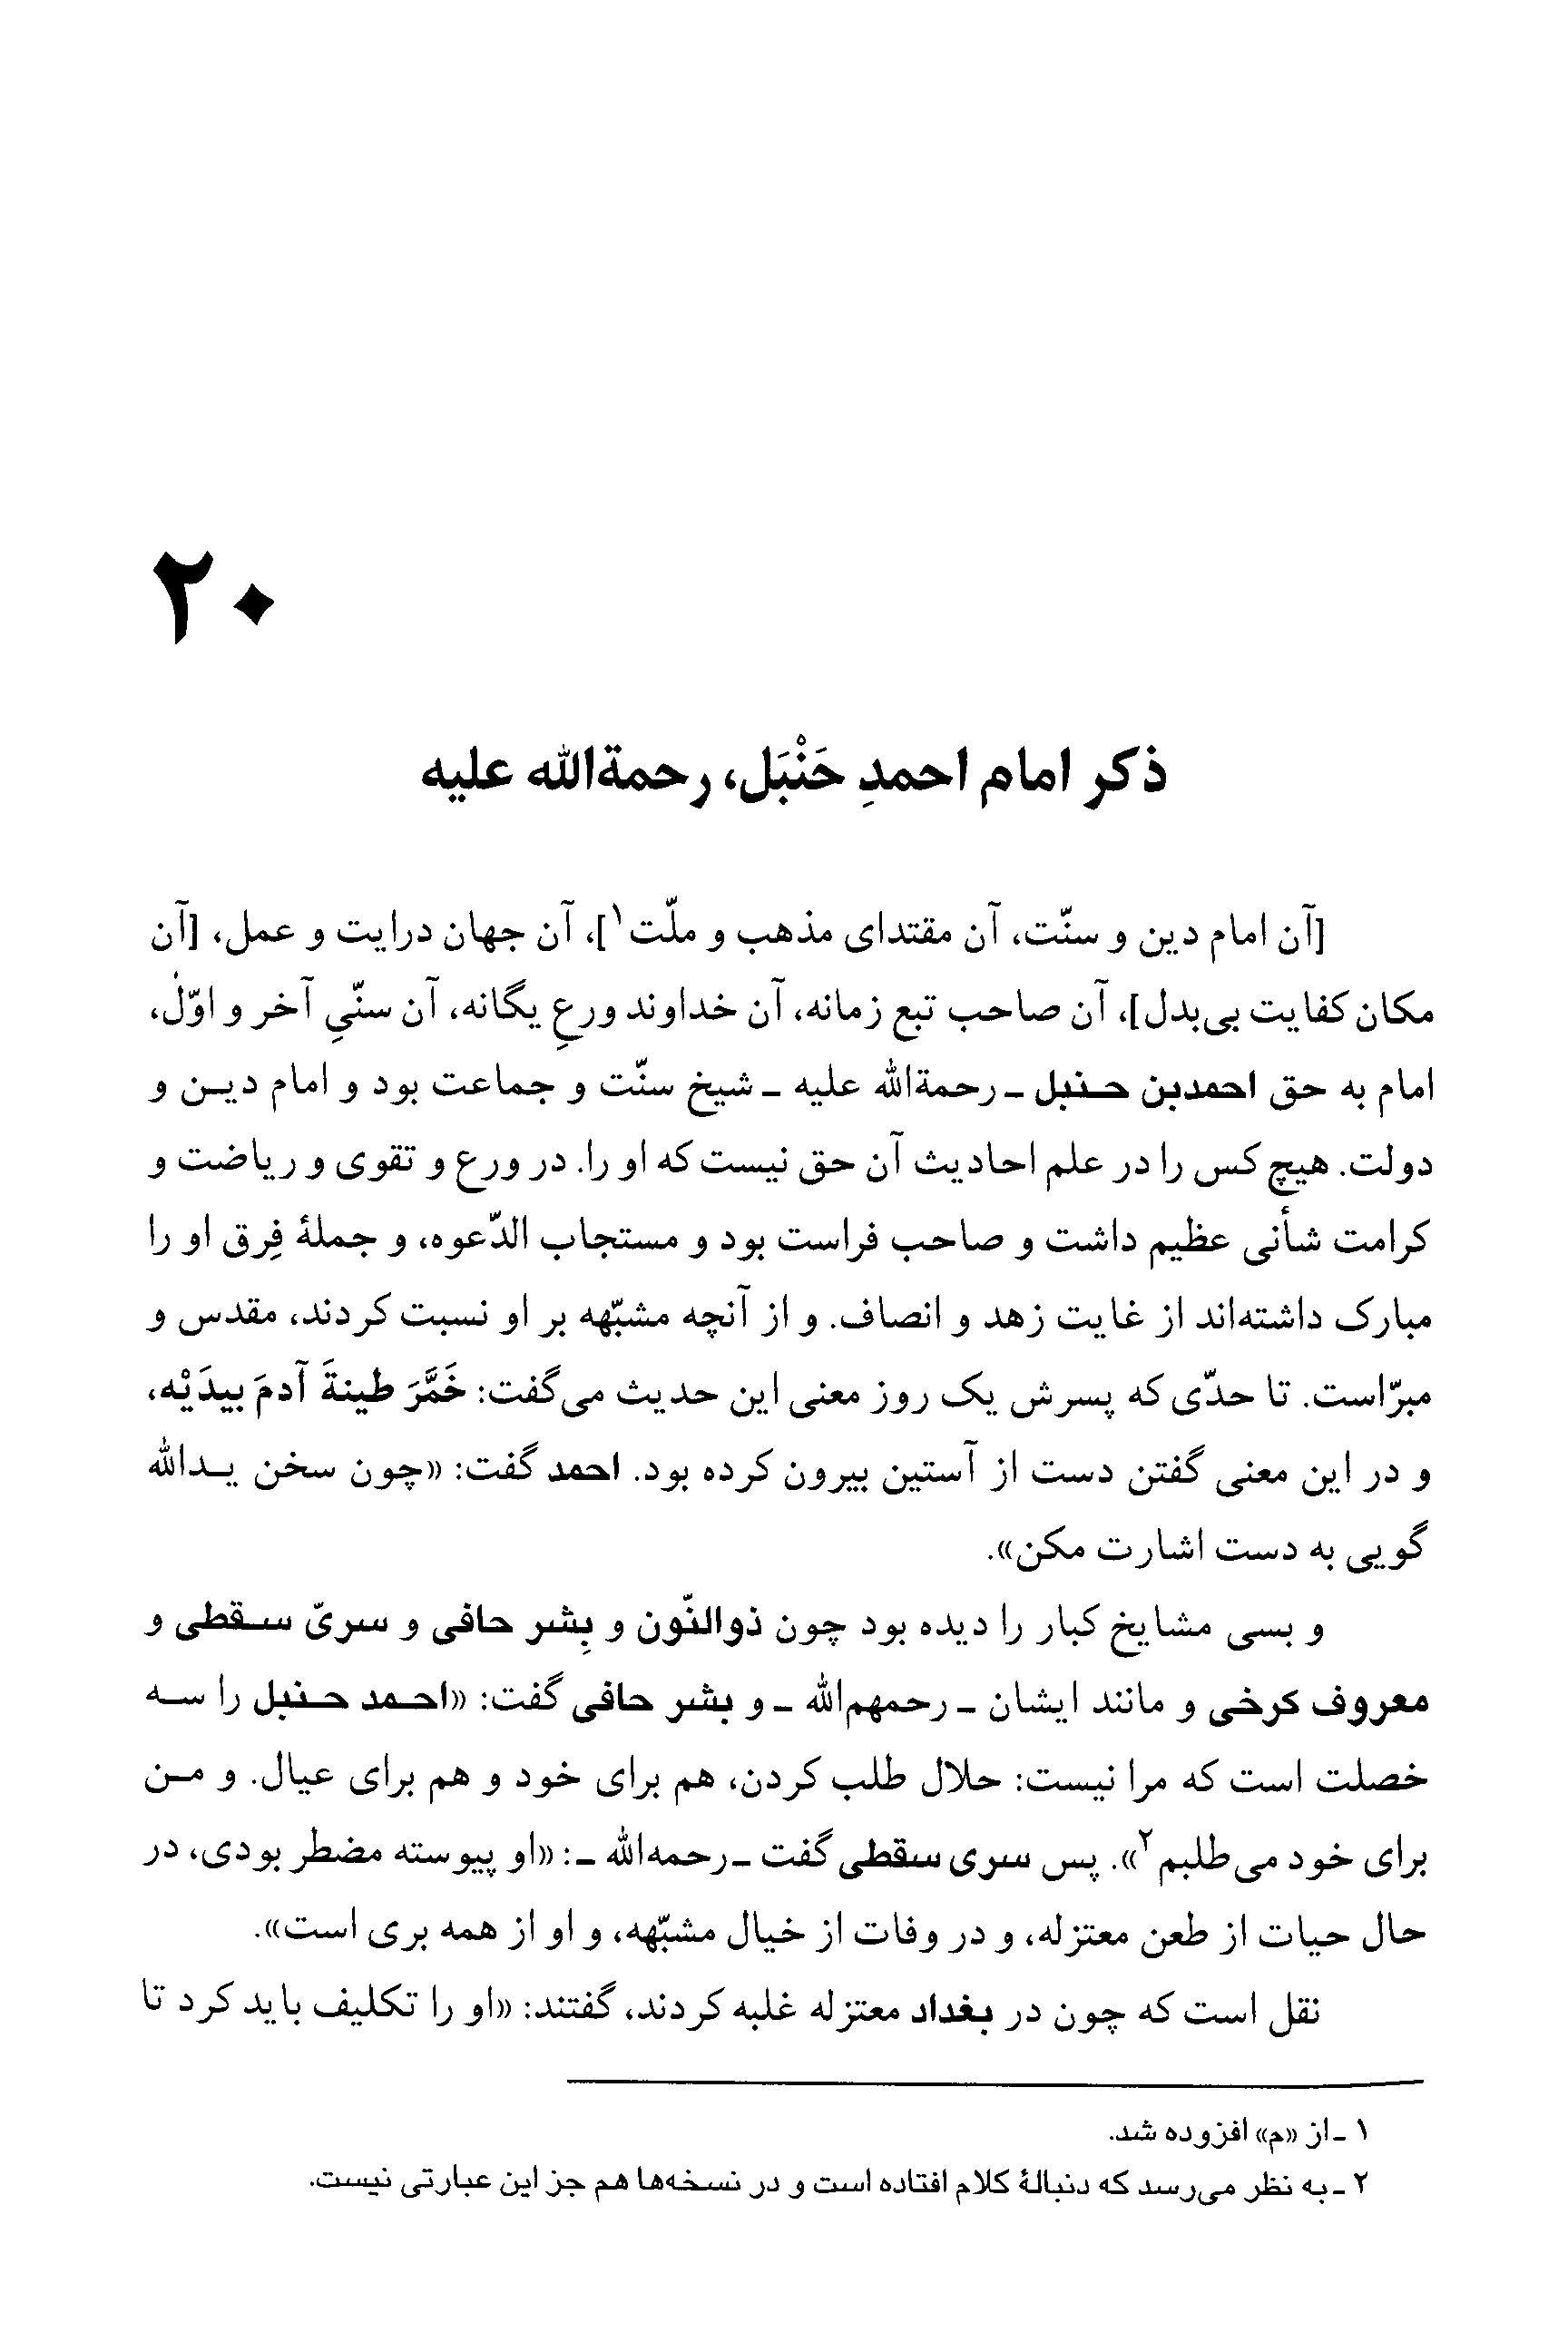 ۲۰
ذکر امام احمدِ حَنْبَل، رحمةالله علیه
[آن امام دین و سنّت، آن مقتدای مذهب و ملّت۱]، آن جهان درایت و عمل، [آن
مکان کفایت بی‌بدل]، آن صاحب تبع زمانه، آن خداوند ورعِ یگانه، آن سنّیِ آخر و اوّل،
امام به حق احمدبن حنبل ـ رحمةالله علیه ـ شیخ سنّت و جماعت بود و امام دین و
دولت. هیچ کس را در علم احادیث آن حق نیست که او را. در ورع و تقوی و ریاضت و
کرامت شأنی عظیم داشت و صاحب فراست بود و مستجاب الدّعوه، و جملهٔ فِرق او را
مبارک داشته‌اند از غایت زهد و انصاف. و از آنچه مشبّهه بر او نسبت کردند، مقدس و
مبرّاست. تا حدّی که پسرش یک روز معنی این حدیث می‌گفت: خَمَّرَ طینةَ آدمَ بیدَیْه،
و در این معنی گفتن دست از آستین بیرون کرده بود. احمد گفت: «چون سخن یدالله
گویی به دست اشارت مکن».
و بسی مشایخ کبار را دیده بود چون ذوالنّون و بِشر حافی و سریّ سقطی و
معروف کرخی و مانند ایشان ـ رحمهم‌الله ـ و بشر حافی گفت: «احمد حنبل را سه
خصلت است که مرا نیست: حلال طلب کردن، هم برای خود و هم برای عیال. و من
برای خود می‌طلبم۲». پس سری سقطی گفت ـ رحمه‌الله ـ: «او پیوسته مضطر بودی، در
حال حیات از طعن معتزله، و در وفات از خیال مشبّهه، و او از همه بری است».
نقل است که چون در بغداد معتزله غلبه کردند، گفتند: «او را تکلیف باید کرد تا
۱ ـ از «م» افزوده شد.
۲ ـ به نظر می‌رسد که دنبالهٔ کلام افتاده است و در نسخه‌ها هم جز این عبارتی نیست.